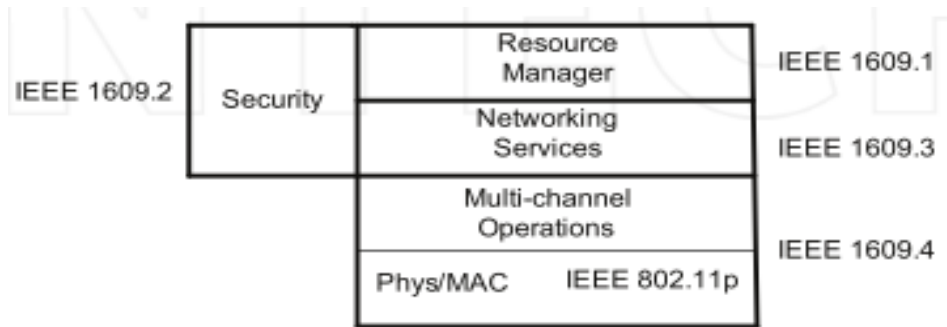 Resource
Manager
IEEE 1609.1
IEEE 1609.2
Security
Networking
Services
IEEE 1609.3
Multi-channel
Operations
IEEE 1609.4
Phys/MAC IEEE 802.11p